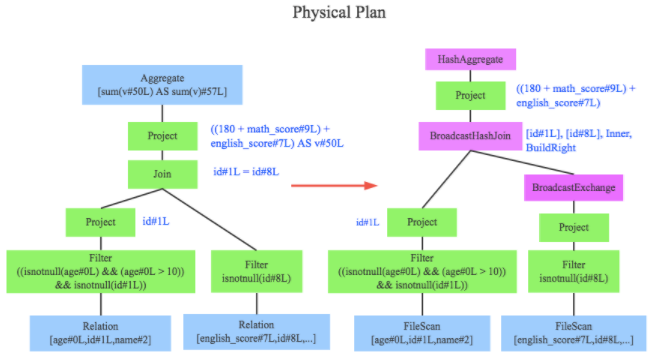 Physical Plan
Aggregate
[sum(v#50L) AS sum(v)#57L]
Project
((180 + math_score#9L) +
english_score#7L) AS v#50L
Join
id#1L = id#8L
Project
id#1L
Filter
((isnotnull(age#0L) && (age#0L > 10))
&& isnotnull(id#1L))
Filter
isnotnull(id#8L)
Relation
[age#0L,id#1L,name#2]
Relation
[english_score#7L,id#8L,...]
HashAggregate
Project
((180 + math_score#9L) +
english_score#7L)
BroadcastHashJoin
[id#1L], [id#8L], Inner,
BuildRight
BroadcastExchange
id#1L
Project
Project
Filter
((isnotnull(age#0L) && (age#0L > 10))
&& isnotnull(id#1L))
Filter
isnotnull(id#8L)
FileScan
[age#0L,id#1L,name#2]
FileScan
[english_score#7L,id#8L,...]